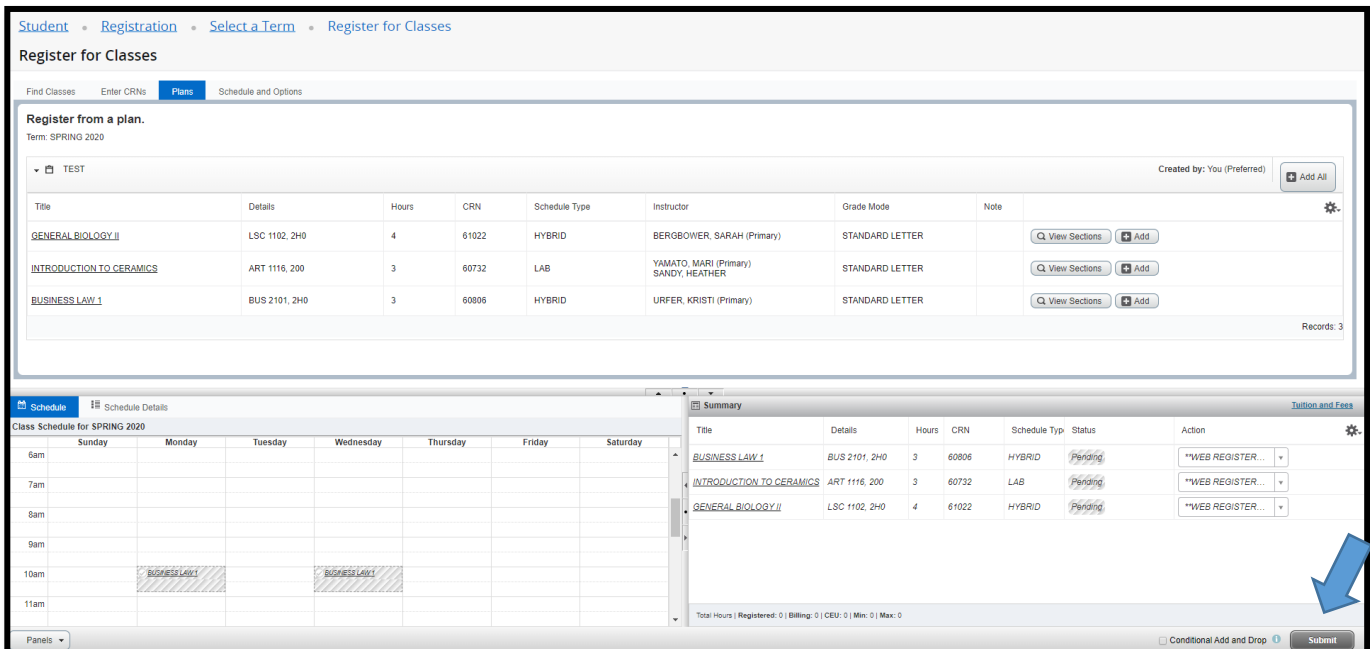 Student • Registration • Select a Term • Register for Classes
Register for Classes
Find Classes Enter CRNs Plans Schedule and Options
Register from a plan.
Term: SPRING 2020
TEST Created by: You (Preferred) Add All
Title Details Hours CRN Schedule Type Instructor Grade Mode Note
GENERAL BIOLOGY II LSC 1102, 2H0 4 61022 HYBRID BERGBOWER, SARAH (Primary) STANDARD LETTER View Sections Add
INTRODUCTION TO CERAMICS ART 1116, 200 3 60732 LAB YAMATO, MARI (Primary) STANDARD LETTER View Sections Add
SANDY, HEATHER
BUSINESS LAW 1 BUS 2101, 2H0 3 60806 HYBRID URFER, KRISTI (Primary) STANDARD LETTER View Sections Add
Records: 3
Schedule Schedule Details
Class Schedule for SPRING 2020
Sunday Monday Tuesday Wednesday Thursday Friday Saturday
6am
7am
8am
9am
10am BUSINESS LAW 1 BUSINESS LAW 1
11am
Summary Tuition and Fees
Title Details Hours CRN Schedule Typ Status Action
BUSINESS LAW 1 BUS 2101, 2H0 3 60806 HYBRID Pending **WEB REGISTER...
INTRODUCTION TO CERAMICS ART 1116, 200 3 60732 LAB Pending **WEB REGISTER...
GENERAL BIOLOGY II LSC 1102, 2H0 4 61022 HYBRID Pending **WEB REGISTER...
Total Hours | Registered: 0 | Billing: 0 | CEU: 0 | Min: 0 | Max: 0
Panels Conditional Add and Drop Submit